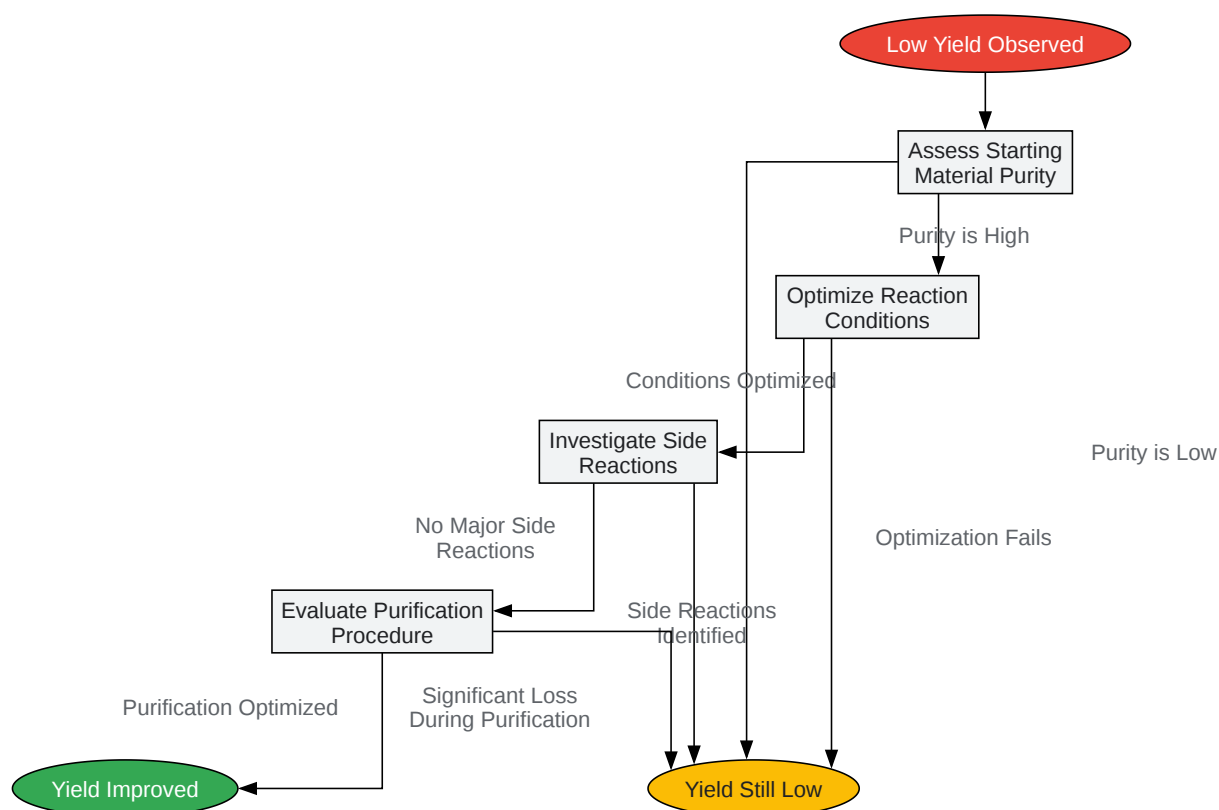 Low Yield Observed
Assess Starting
Material Purity
Purity is High
Optimize Reaction
Conditions
Conditions Optimized
Investigate Side
Reactions
Purity is Low
No Major Side
Reactions
Optimization Fails
Evaluate Purification
Procedure
Side Reactions
Identified
Purification Optimized
Significant Loss
During Purification
Yield Improved
Yield Still Low